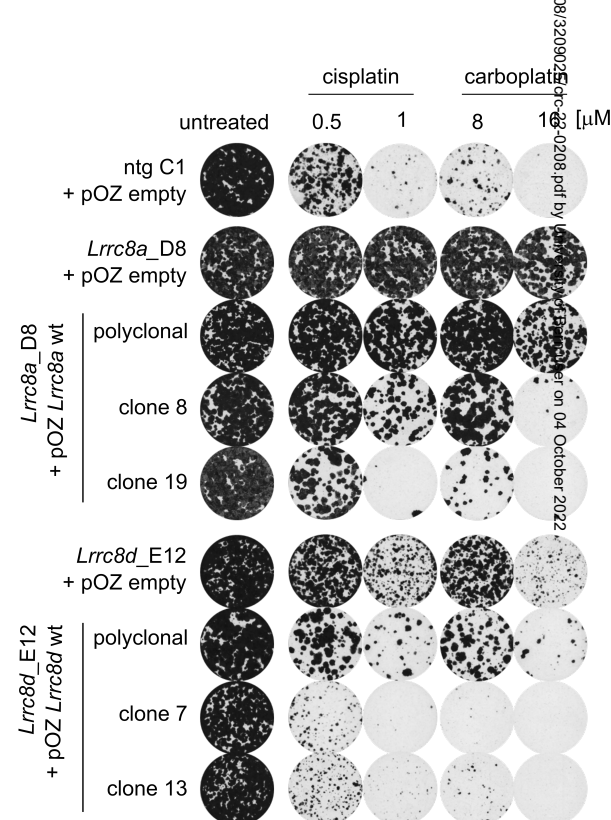 cisplatin
carboplatin
untreated
0.5
1
8
16
[μM
ntg C1
+ pOZ empty
Lrrc8a_D8
+ pOZ empty
Lrrc8a_D8
+ pOZ Lrrc8a wt
polyclonal
clone 8
clone 19
Lrrc8d_E12
+ pOZ empty
Lrrc8d_E12
+ pOZ Lrrc8d wt
polyclonal
clone 7
clone 13
on 04 October 2022